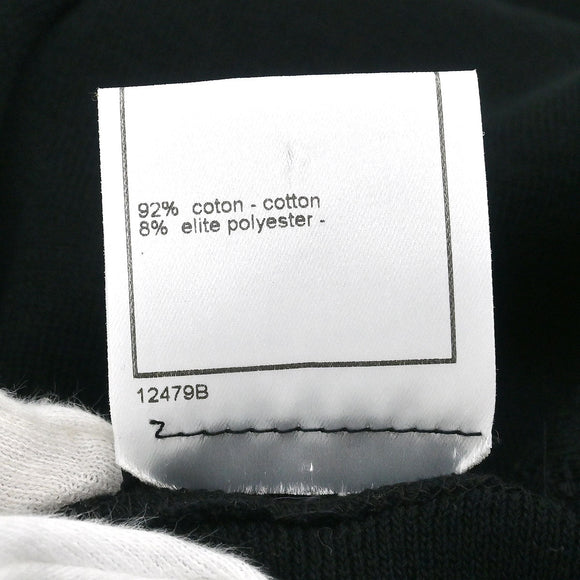 92% coton - cotton
8% elite polyester -
12479B